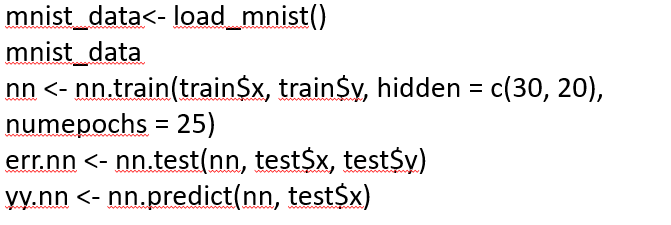 mnist_data<- load_mnist()
mnist_data
nn <- nn.train(train$x, train$y, hidden = c(30, 20),
numepochs = 25)
err.nn <- nn.test(nn, test$x, test$y)
yy.nn <- nn.predict(nn, test$x)